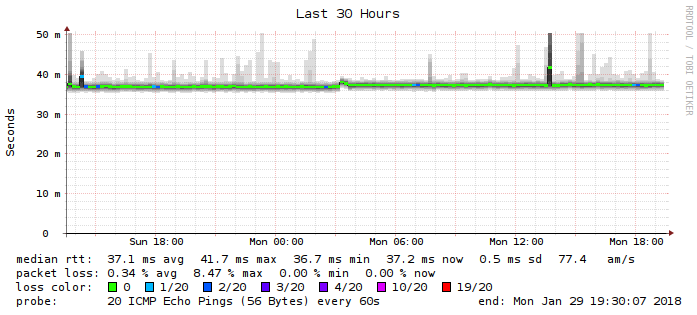 Last 30 Hours
RRDTOOL / TOBI OETIKER
Seconds
50 m
40 m
30 m
20 m
10 m
0
Sun 18:00 Mon 00:00 Mon 06:00 Mon 12:00 Mon 18:00
median rtt: 37.1 ms avg 41.7 ms max 36.7 ms min 37.2 ms now 0.5 ms sd 77.4 am/s
packet loss: 0.34 % avg 8.47 % max 0.00 % min 0.00 % now
loss color: 0 1/20 2/20 3/20 4/20 10/20 19/20
probe: 20 ICMP Echo Pings (56 Bytes) every 60s end: Mon Jan 29 19:30:07 2018